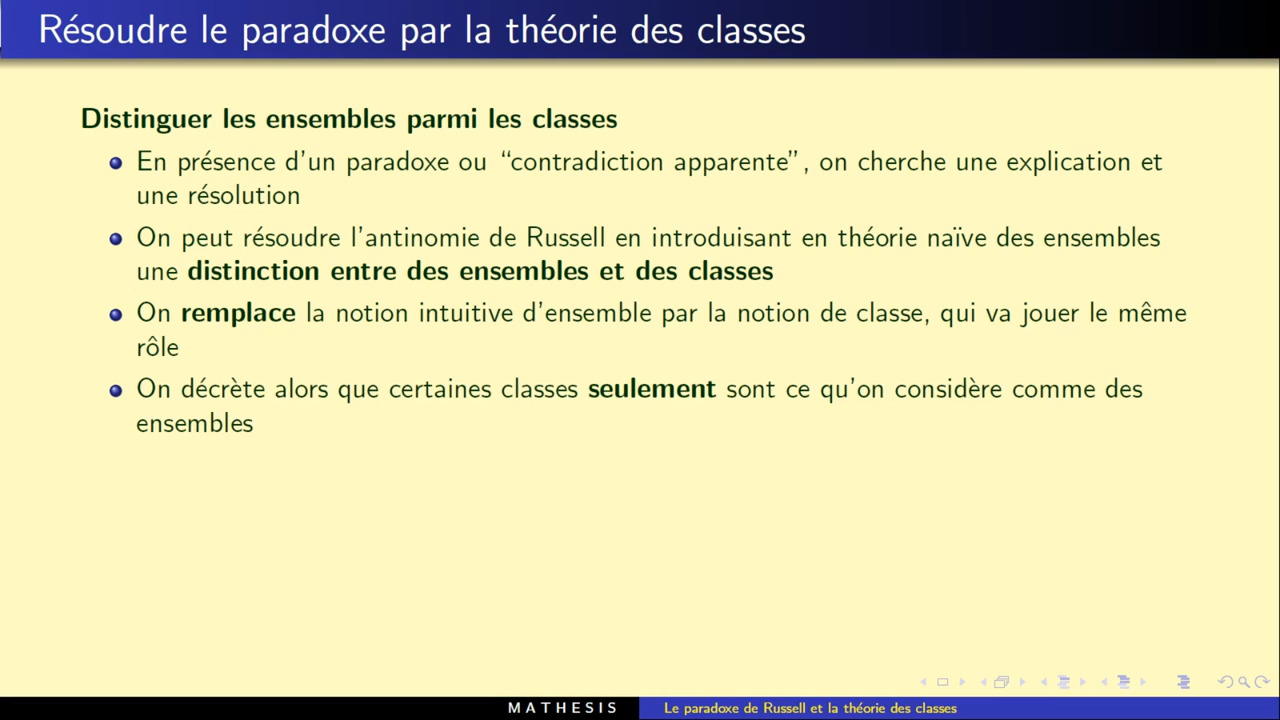 Résoudre le paradoxe par la théorie des classes
Distinguer les ensembles parmi les classes
En présence d'un paradoxe ou “contradiction apparente”, on cherche une explication et
une résolution
On peut résoudre l'antinomie de Russell en introduisant en théorie naïve des ensembles
une distinction entre des ensembles et des classes
On remplace la notion intuitive d'ensemble par la notion de classe, qui va jouer le même
rôle
On décrète alors que certaines classes seulement sont ce qu'on considère comme des
ensembles
MATHESIS
Le paradoxe de Russell et la théorie des classes